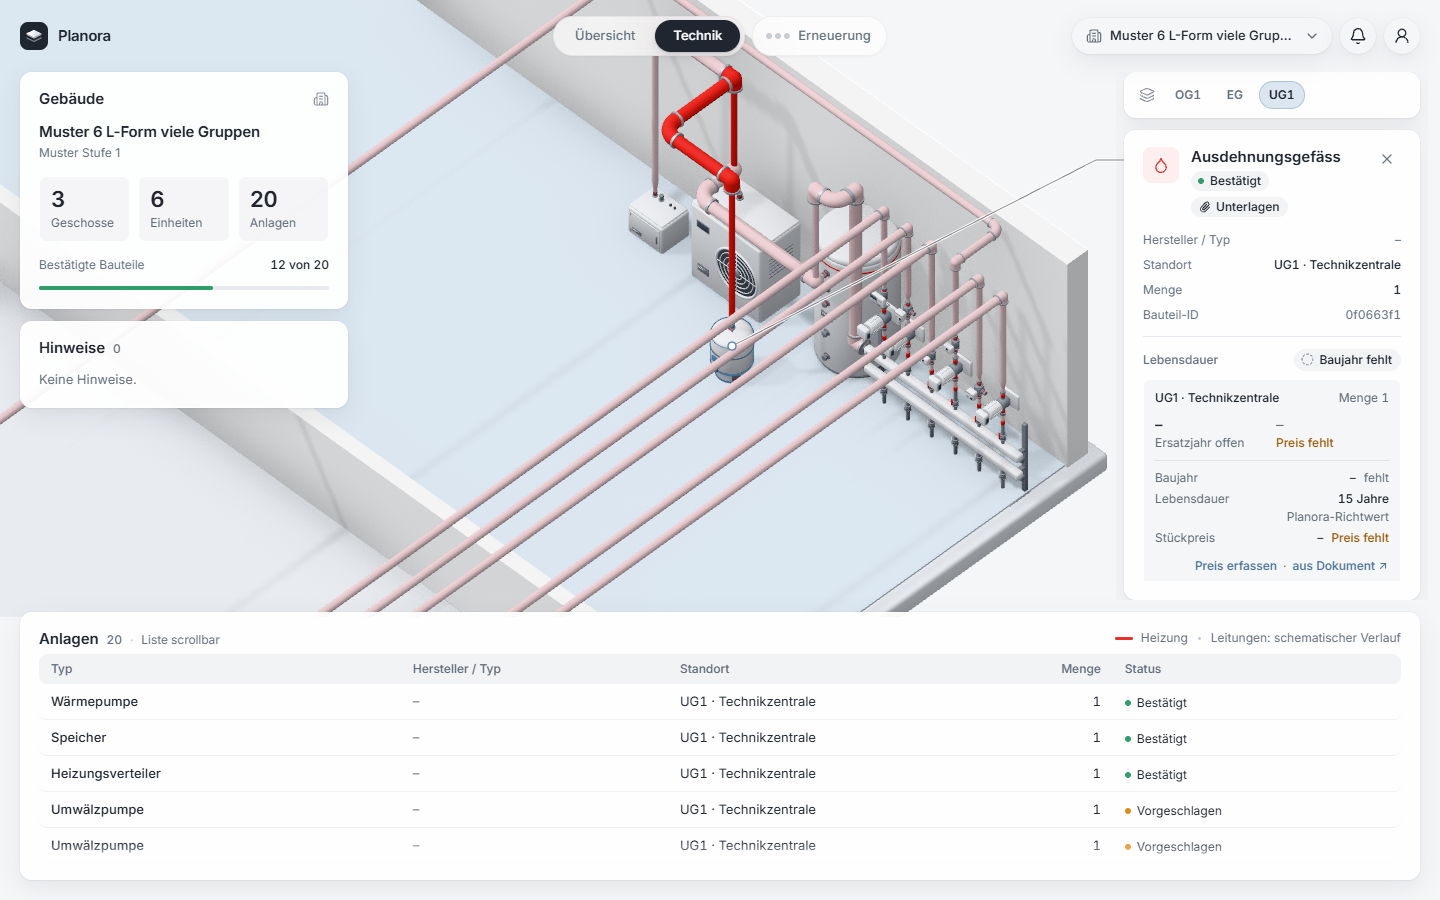 Planora
Übersicht
Technik
Erneuerung
Muster 6 L-Form viele Grup...
Gebäude
Muster 6 L-Form viele Gruppen
Muster Stufe 1
3
Geschosse
6
Einheiten
20
Anlagen
Bestätigte Bauteile
12 von 20
Hinweise 0
Keine Hinweise.
OG1
EG
UG1
Ausdehnungsgefäss
Bestätigt
Unterlagen
Hersteller / Typ –
Standort UG1 · Technikzentrale
Menge 1
Bauteil-ID 0f0663f1
Lebensdauer Baujahr fehlt
UG1 · Technikzentrale Menge 1
– –
Ersatzjahr offen Preis fehlt
Baujahr – fehlt
Lebensdauer 15 Jahre
Planora-Richtwert
Stückpreis – Preis fehlt
Preis erfassen · aus Dokument ↗
Anlagen 20 · Liste scrollbar
Heizung · Leitungen: schematischer Verlauf
Typ Hersteller / Typ Standort Menge Status
Wärmepumpe – UG1 · Technikzentrale 1 Bestätigt
Speicher – UG1 · Technikzentrale 1 Bestätigt
Heizungsverteiler – UG1 · Technikzentrale 1 Bestätigt
Umwälzpumpe – UG1 · Technikzentrale 1 Vorgeschlagen
Umwälzpumpe – UG1 · Technikzentrale 1 Vorgeschlagen